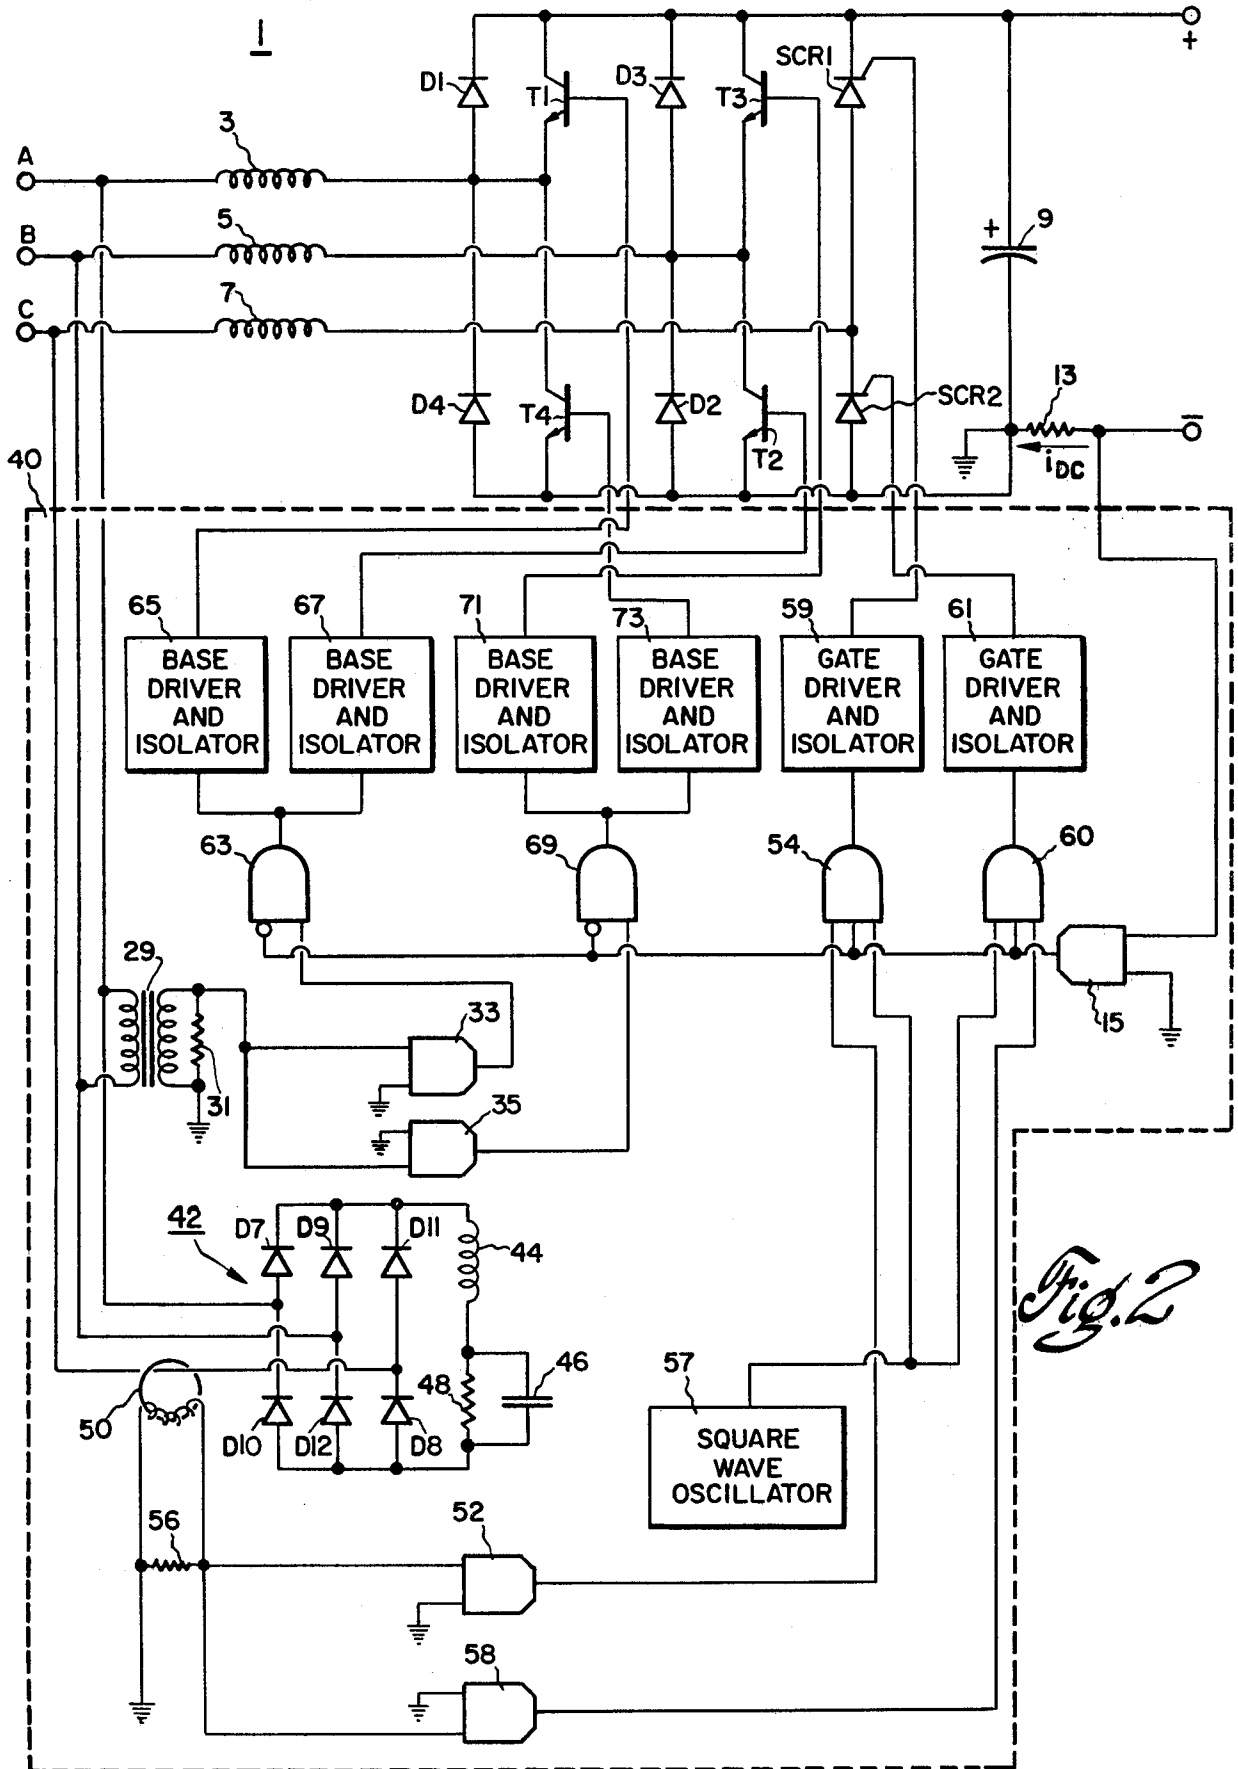 1
+
D1
T1
D3
T3
SCR1
3
A
5
B
+
9
7
C
D4
T4
D2
T2
SCR2
13
−
iDC
40
65
67
71
73
59
61
BASE
DRIVER
AND
ISOLATOR
BASE
DRIVER
AND
ISOLATOR
BASE
DRIVER
AND
ISOLATOR
BASE
DRIVER
AND
ISOLATOR
GATE
DRIVER
AND
ISOLATOR
GATE
DRIVER
AND
ISOLATOR
63
69
54
60
29
33
15
31
35
42
D7
D9
D11
44
Fig. 2
50
48
46
57
D10
D12
D8
SQUARE
WAVE
OSCILLATOR
56
52
58